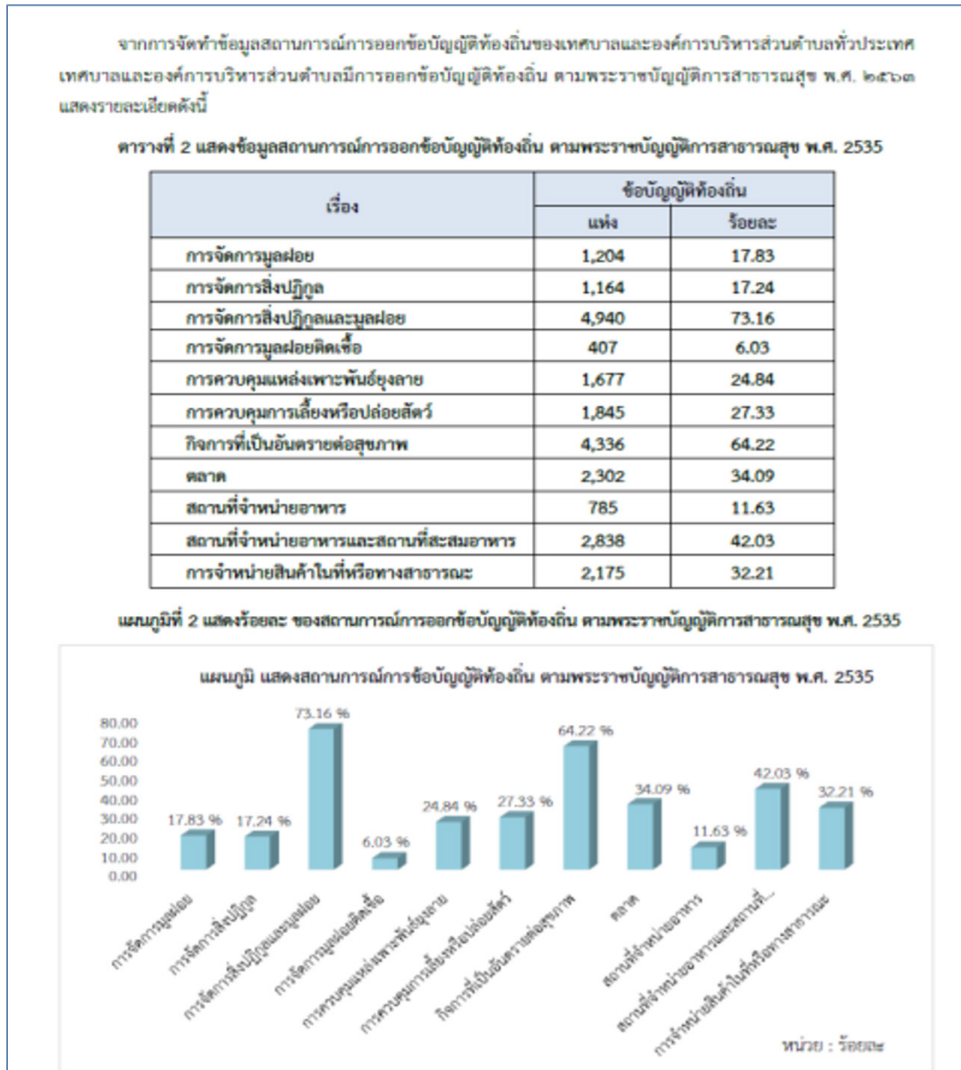 จากการจัดทำข้อมูลสถานการณ์การออกข้อบัญญัติท้องถิ่นของเทศบาลและองค์การบริหารส่วนตำบลทั่วประเทศ
เทศบาลและองค์การบริหารส่วนตำบลมีการออกข้อบัญญัติท้องถิ่น ตามพระราชบัญญัติการสาธารณสุข พ.ศ. ๒๕๖๓
แสดงรายละเอียดดังนี้
ตารางที่ 2 แสดงข้อมูลสถานการณ์การออกข้อบัญญัติท้องถิ่น ตามพระราชบัญญัติการสาธารณสุข พ.ศ. 2535
เรื่อง ข้อบัญญัติท้องถิ่น
แห่ง ร้อยละ
การจัดการมูลฝอย 1,204 17.83
การจัดการสิ่งปฏิกูล 1,164 17.24
การจัดการสิ่งปฏิกูลและมูลฝอย 4,940 73.16
การจัดการมูลฝอยติดเชื้อ 407 6.03
การควบคุมแหล่งเพาะพันธ์ยุงลาย 1,677 24.84
การควบคุมการเลี้ยงหรือปล่อยสัตว์ 1,845 27.33
กิจการที่เป็นอันตรายต่อสุขภาพ 4,336 64.22
ตลาด 2,302 34.09
สถานที่จำหน่ายอาหาร 785 11.63
สถานที่จำหน่ายอาหารและสถานที่สะสมอาหาร 2,838 42.03
การจำหน่ายสินค้าในที่หรือทางสาธารณะ 2,175 32.21
แผนภูมิที่ 2 แสดงร้อยละ ของสถานการณ์การออกข้อบัญญัติท้องถิ่น ตามพระราชบัญญัติการสาธารณสุข พ.ศ. 2535
แผนภูมิ แสดงสถานการณ์การข้อบัญญัติท้องถิ่น ตามพระราชบัญญัติการสาธารณสุข พ.ศ. 2535
80.00
70.00
60.00
50.00
40.00
30.00
20.00
10.00
0.00
17.83 %
17.24 %
73.16 %
6.03 %
24.84 %
27.33 %
64.22 %
34.09 %
11.63 %
42.03 %
32.21 %
การจัดการมูลฝอย
การจัดการสิ่งปฏิกูล
การจัดการสิ่งปฏิกูลและมูลฝอย
การจัดการมูลฝอยติดเชื้อ
การควบคุมแหล่งเพาะพันธ์ยุงลาย
การควบคุมการเลี้ยงหรือปล่อยสัตว์
กิจการที่เป็นอันตรายต่อสุขภาพ
ตลาด
สถานที่จำหน่ายอาหาร
สถานที่จำหน่ายอาหารและสถานที่...
การจำหน่ายสินค้าในที่หรือทางสาธารณะ
หน่วย : ร้อยละ